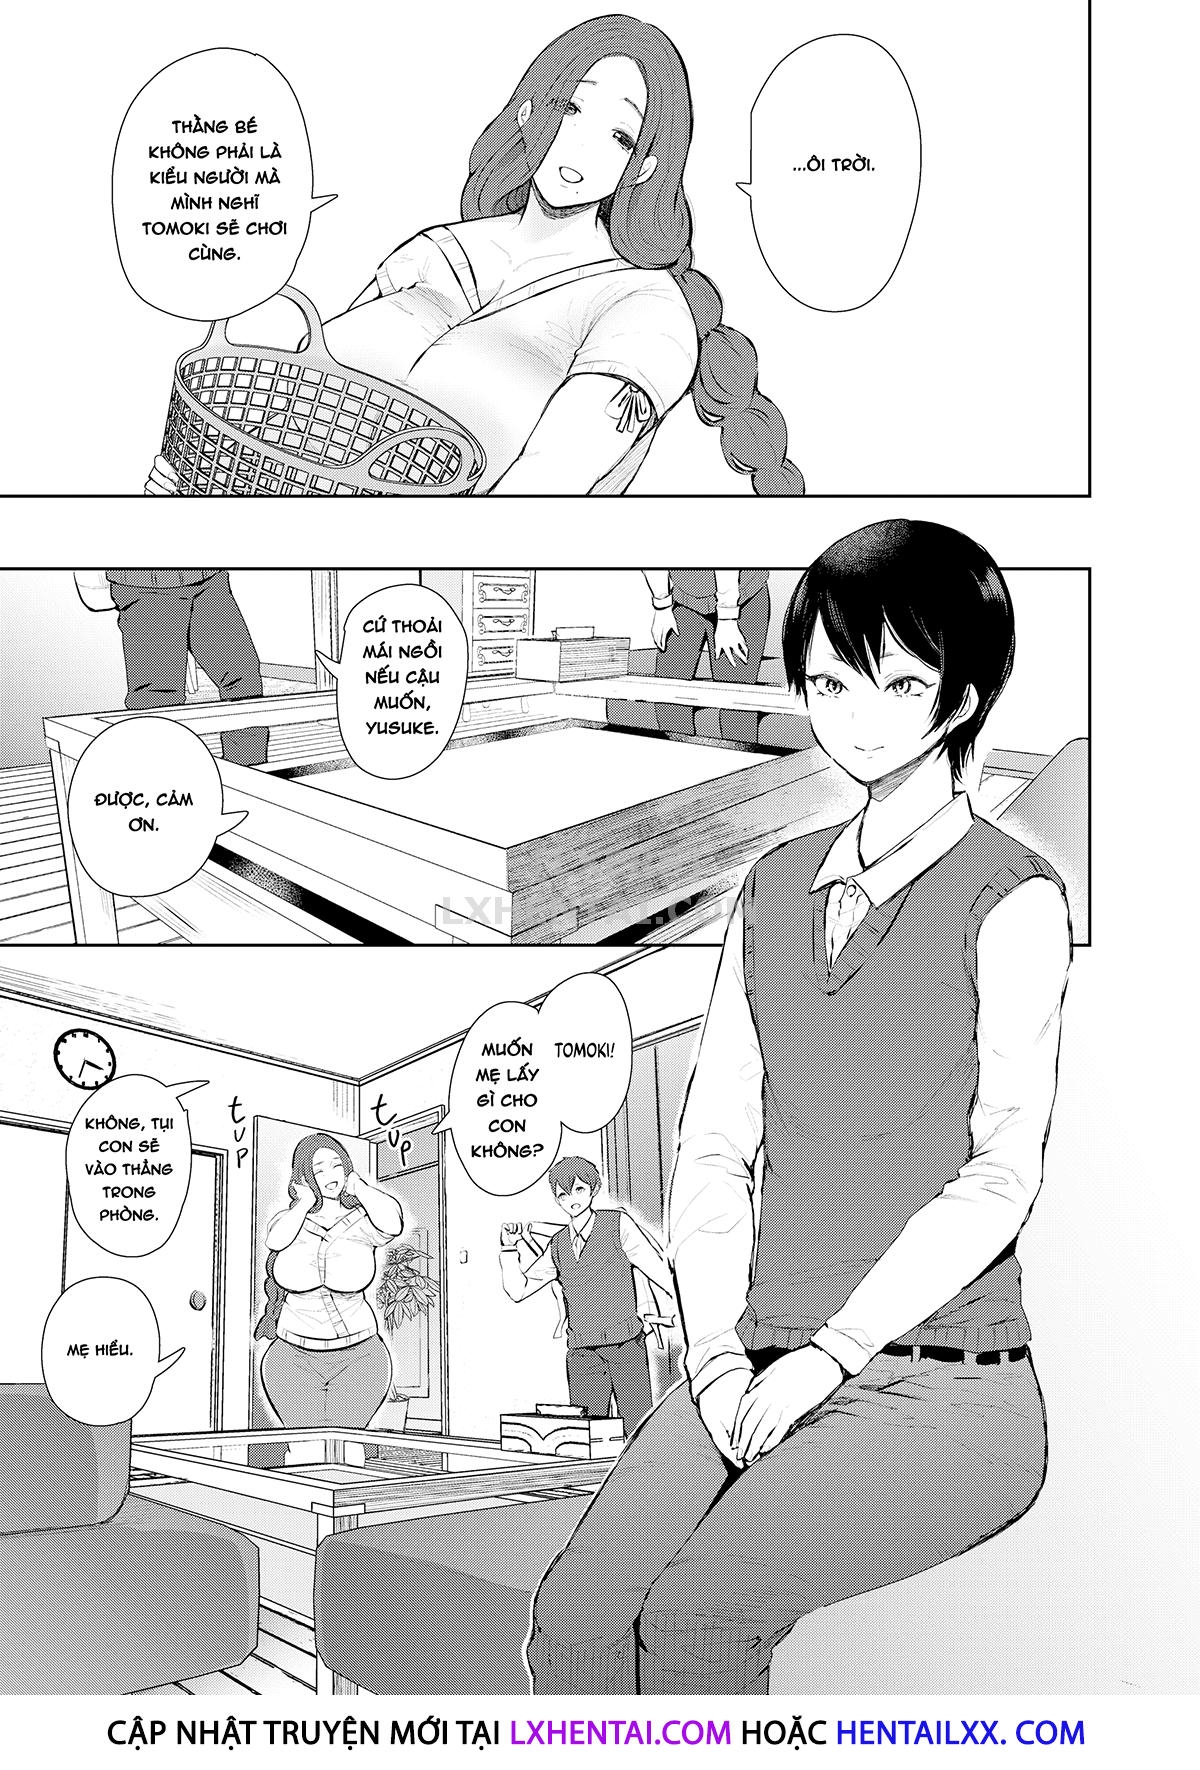 ...ÔI TRỜI.
THẰNG BÉ
KHÔNG PHẢI LÀ
KIỂU NGƯỜI MÀ
MÌNH NGHĨ
TOMOKI SẼ CHƠI
CÙNG.
CỨ THOẢI
MÁI NGỒI
NẾU CẬU
MUỐN,
YUSUKE.
ĐƯỢC, CẢM
ƠN.
LXHENTAI.COM
TOMOKI!
MUỐN
MẸ LẤY
GÌ CHO
CON
KHÔNG?
tup
tup
KHÔNG, TỤI
CON SẼ
VÀO THẲNG
TRONG
PHÒNG.
MẸ HIỂU.
CẬP NHẬT TRUYỆN MỚI TẠI LXHENTAI.COM HOẶC HENTAILXX. COM